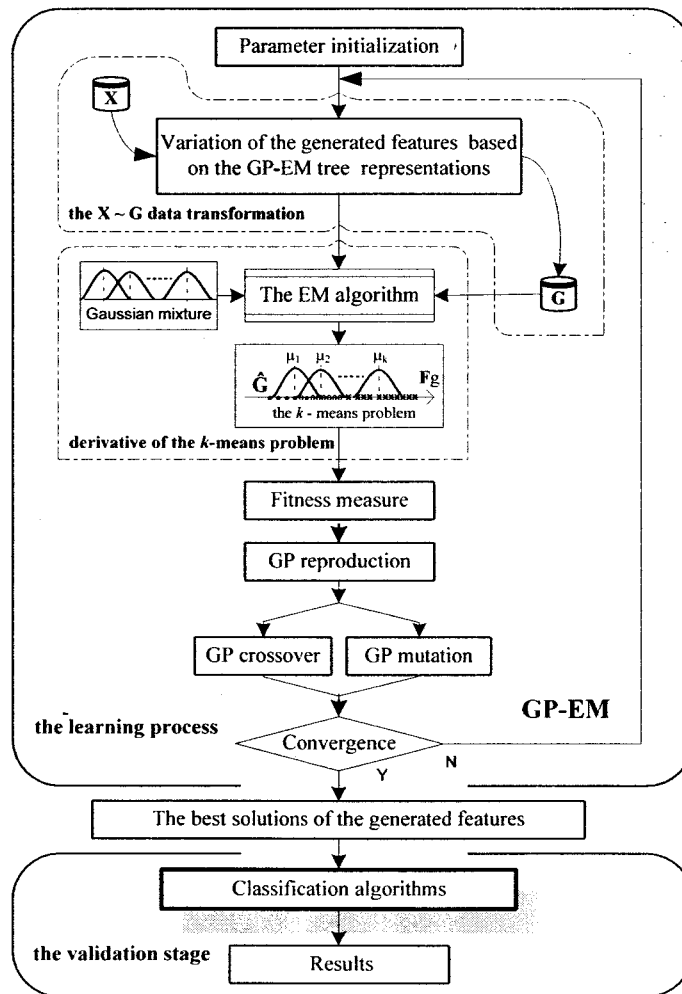 Parameter initialization
X
Variation of the generated features based
on the GP-EM tree representations
the X ~ G data transformation
G
The EM algorithm
Gaussian mixture
μ1 μ2 μk
Ĝ Fg
the k - means problem
derivative of the k-means problem
Fitness measure
GP reproduction
GP crossover
GP mutation
GP-EM
the learning process
Convergence
Y
N
The best solutions of the generated features
Classification algorithms
the validation stage
Results